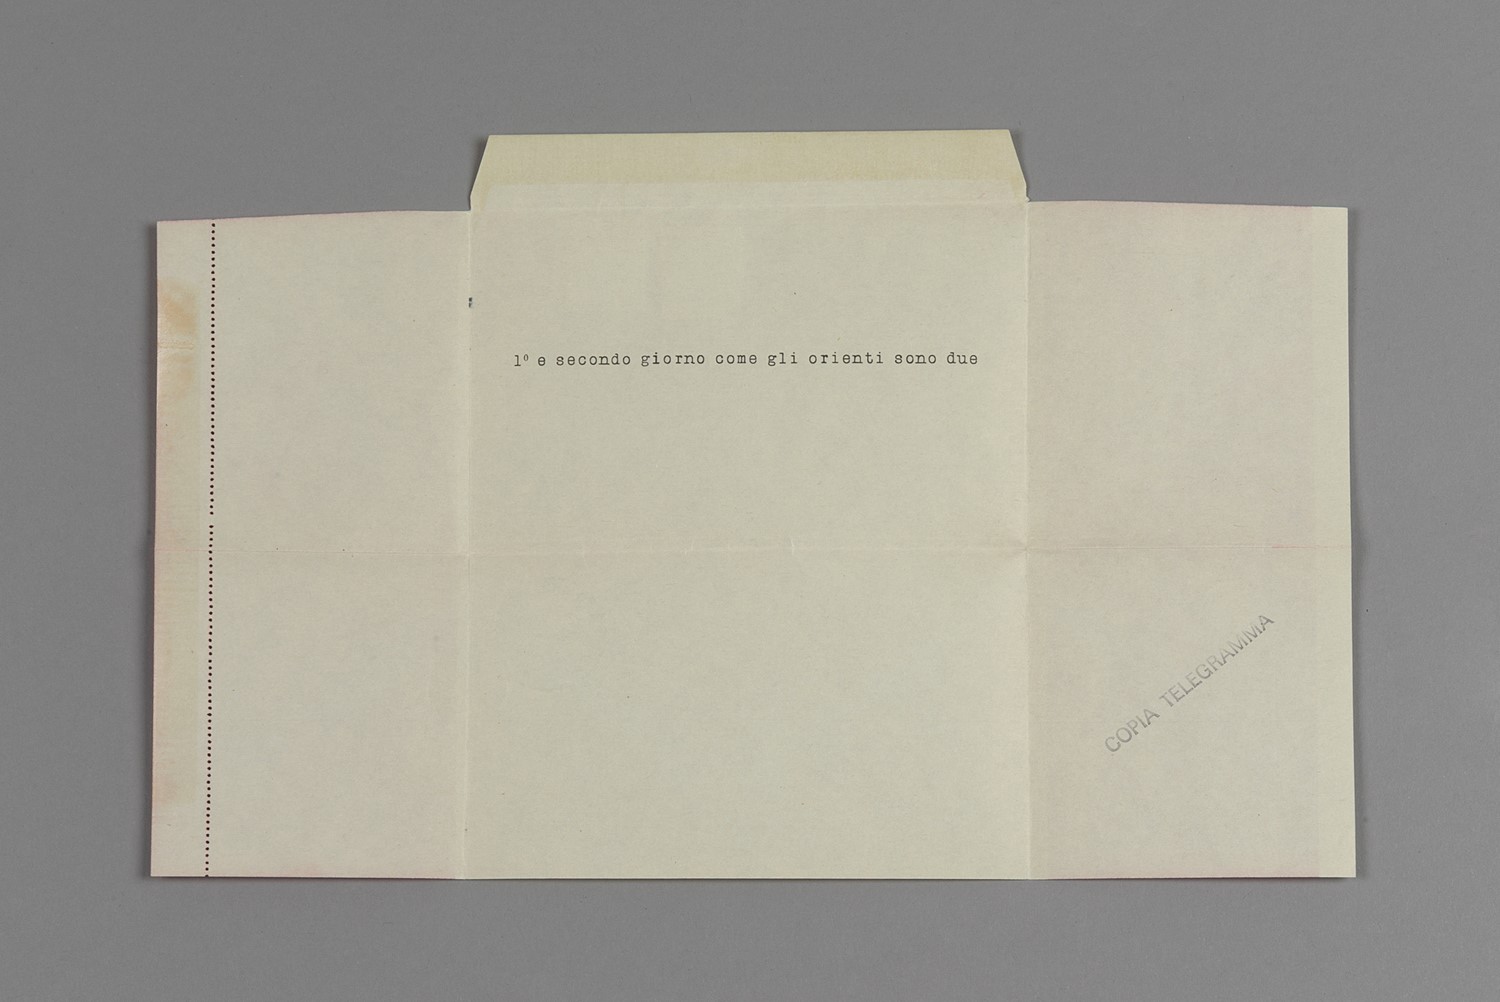 1º e secondo giorno come gli orienti sono due
COPIA TELEGRAMMA